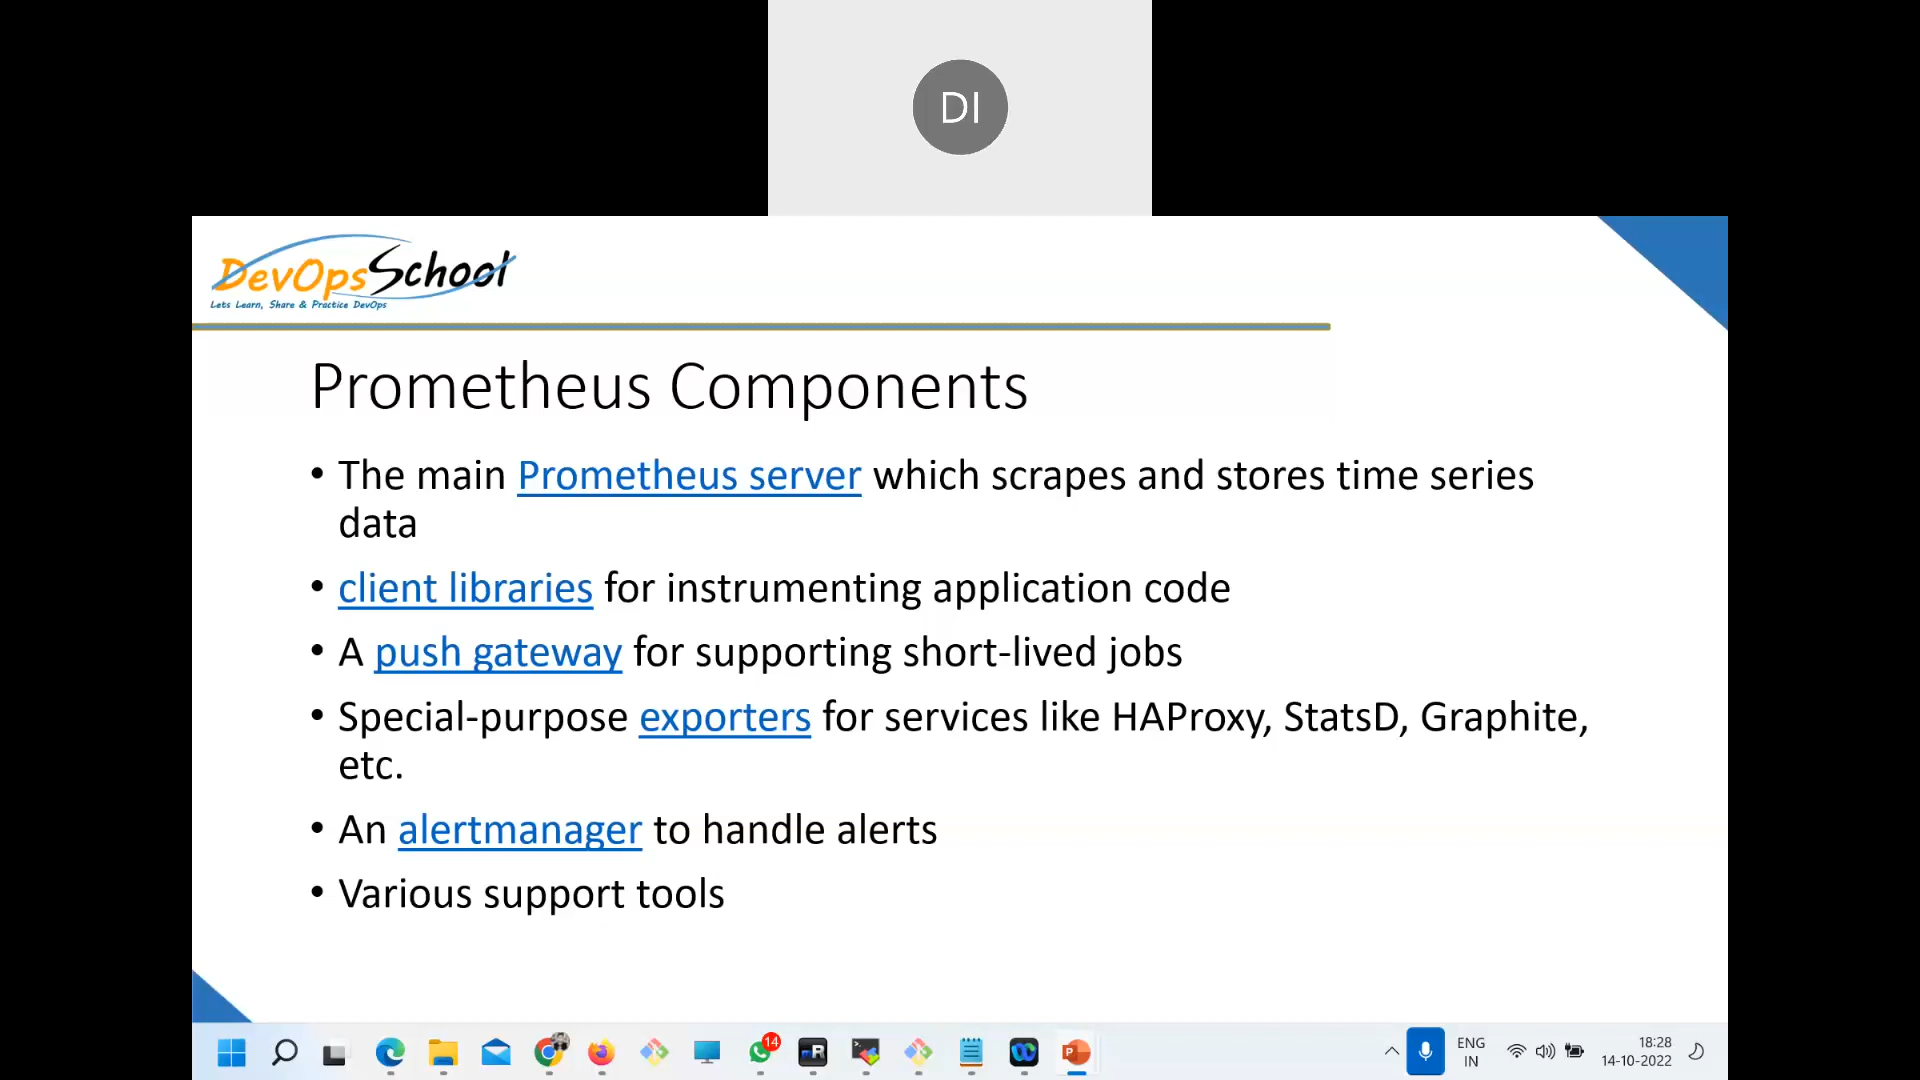 DI
DevOpsSchool
Lets Learn, Share & Practice DevOps
Prometheus Components
• The main Prometheus server which scrapes and stores time series
data
• client libraries for instrumenting application code
• A push gateway for supporting short-lived jobs
• Special-purpose exporters for services like HAProxy, StatsD, Graphite,
etc.
• An alertmanager to handle alerts
• Various support tools
14
R
P
ENG
IN
18:28
14-10-2022